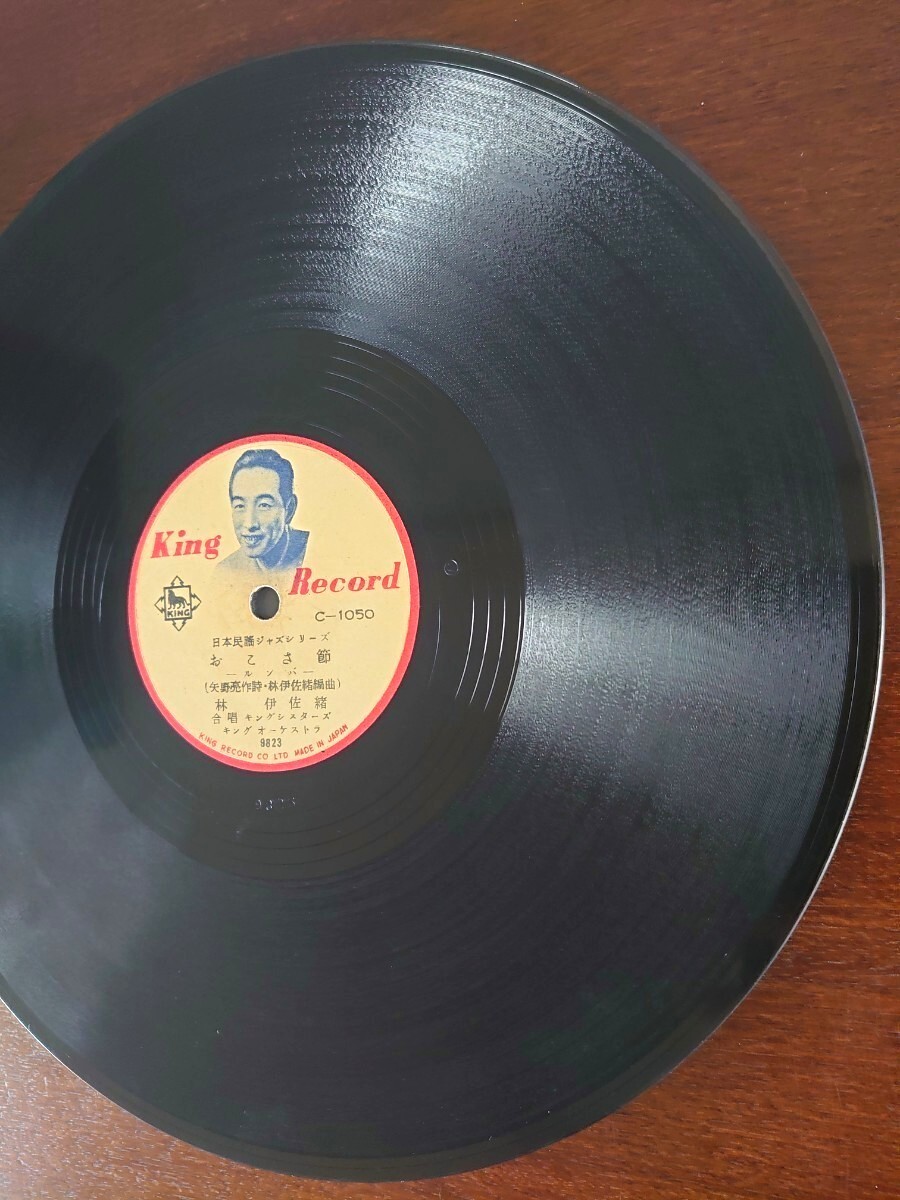 King
Record
KING
C-1050
日本民謡ジャズシリーズ
おこさ節
―ルンバ―
(矢野亮作詩・林伊佐緒編曲)
林 伊佐緒
合唱 キングシスターズ
キングオーケストラ
9823
KING RECORD CO LTD MADE IN JAPAN